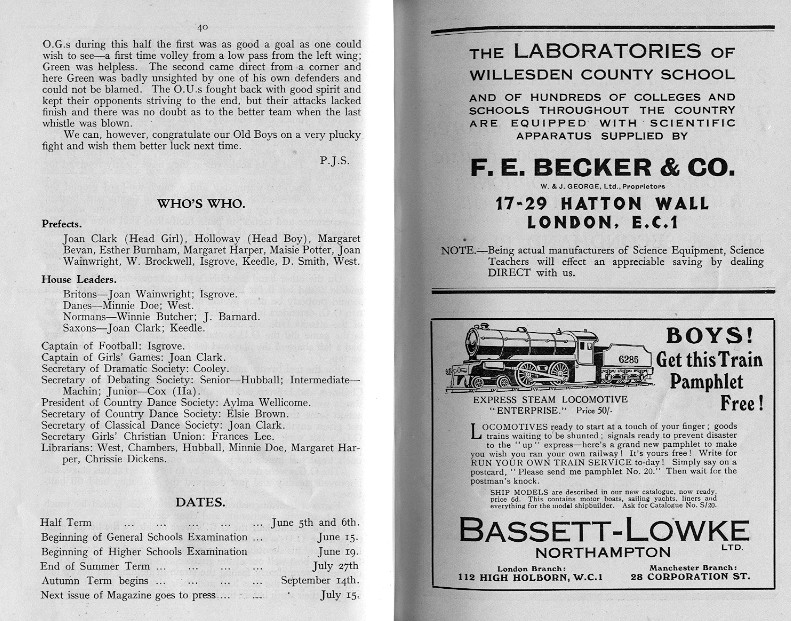 40
O.G.s during this half the first was as good a goal as one could
wish to see—a first time volley from a low pass from the left wing;
Green was helpless. The second came direct from a corner and
here Green was badly unsighted by one of his own defenders and
could not be blamed. The O.U.s fought back with good spirit and
kept their opponents striving to the end, but their attacks lacked
finish and there was no doubt as to the better team when the last
whistle was blown.
We can, however, congratulate our Old Boys on a very plucky
fight and wish them better luck next time.
P.J.S.
WHO'S WHO.
Prefects.
Joan Clark (Head Girl), Holloway (Head Boy), Margaret
Bevan, Esther Burnham, Margaret Harper, Maisie Potter, Joan
Wainwright, W. Brockwell, Isgrove, Keedle, D. Smith, West.
House Leaders.
Britons—Joan Wainwright; Isgrove.
Danes—Minnie Doe; West.
Normans—Winnie Butcher; J. Barnard.
Saxons—Joan Clark; Keedle.
Captain of Football: Isgrove.
Captain of Girls' Games: Joan Clark.
Secretary of Dramatic Society: Cooley.
Secretary of Debating Society: Senior—Hubball; Intermediate—
Machin; Junior—Cox (IIa).
President of Country Dance Society: Aylma Wellicome.
Secretary of Country Dance Society: Elsie Brown.
Secretary of Classical Dance Society: Joan Clark.
Secretary Girls' Christian Union: Frances Lee.
Librarians: West, Chambers, Hubball, Minnie Doe, Margaret Har-
per, Chrissie Dickens.
DATES.
Half Term ... ... ... ... ... June 5th and 6th.
Beginning of General Schools Examination ... June 15.
Beginning of Higher Schools Examination June 19.
End of Summer Term ... ... ... ... July 27th
Autumn Term begins ... ... ... ... September 14th.
Next issue of Magazine goes to press ... ... July 15.
THE LABORATORIES OF
WILLESDEN COUNTY SCHOOL
AND OF HUNDREDS OF COLLEGES AND
SCHOOLS THROUGHOUT THE COUNTRY
ARE EQUIPPED WITH SCIENTIFIC
APPARATUS SUPPLIED BY
F. E. BECKER & CO.
W. & J. GEORGE, Ltd., Proprietors
17-29 HATTON WALL
LONDON, E.C.1
NOTE.—Being actual manufacturers of Science Equipment, Science
Teachers will effect an appreciable saving by dealing
DIRECT with us.
6285
BOYS!
Get this Train
Pamphlet
Free!
EXPRESS STEAM LOCOMOTIVE
"ENTERPRISE." Price 50/-
LOCOMOTIVES ready to start at a touch of your finger; goods
trains waiting to be shunted; signals ready to prevent disaster
to the "up" express—here's a grand new pamphlet to make
you wish you ran your own railway! It's yours free! Write for
RUN YOUR OWN TRAIN SERVICE to-day! Simply say on a
postcard, "Please send me pamphlet No. 20." Then wait for the
postman's knock.
SHIP MODELS are described in our new catalogue, now ready,
price 6d. This contains motor boats, sailing yachts, liners and
everything for the model shipbuilder. Ask for Catalogue No. S/20.
BASSETT-LOWKE
LTD.
NORTHAMPTON
London Branch: Manchester Branch:
112 HIGH HOLBORN, W.C.1 28 CORPORATION ST.